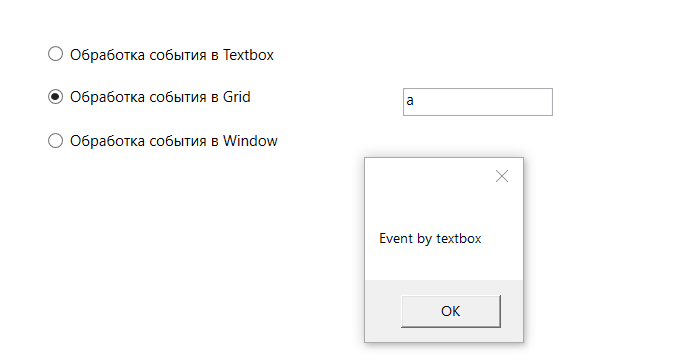 Обработка события в Textbox
Обработка события в Grid
a
Обработка события в Window
Event by textbox
OK